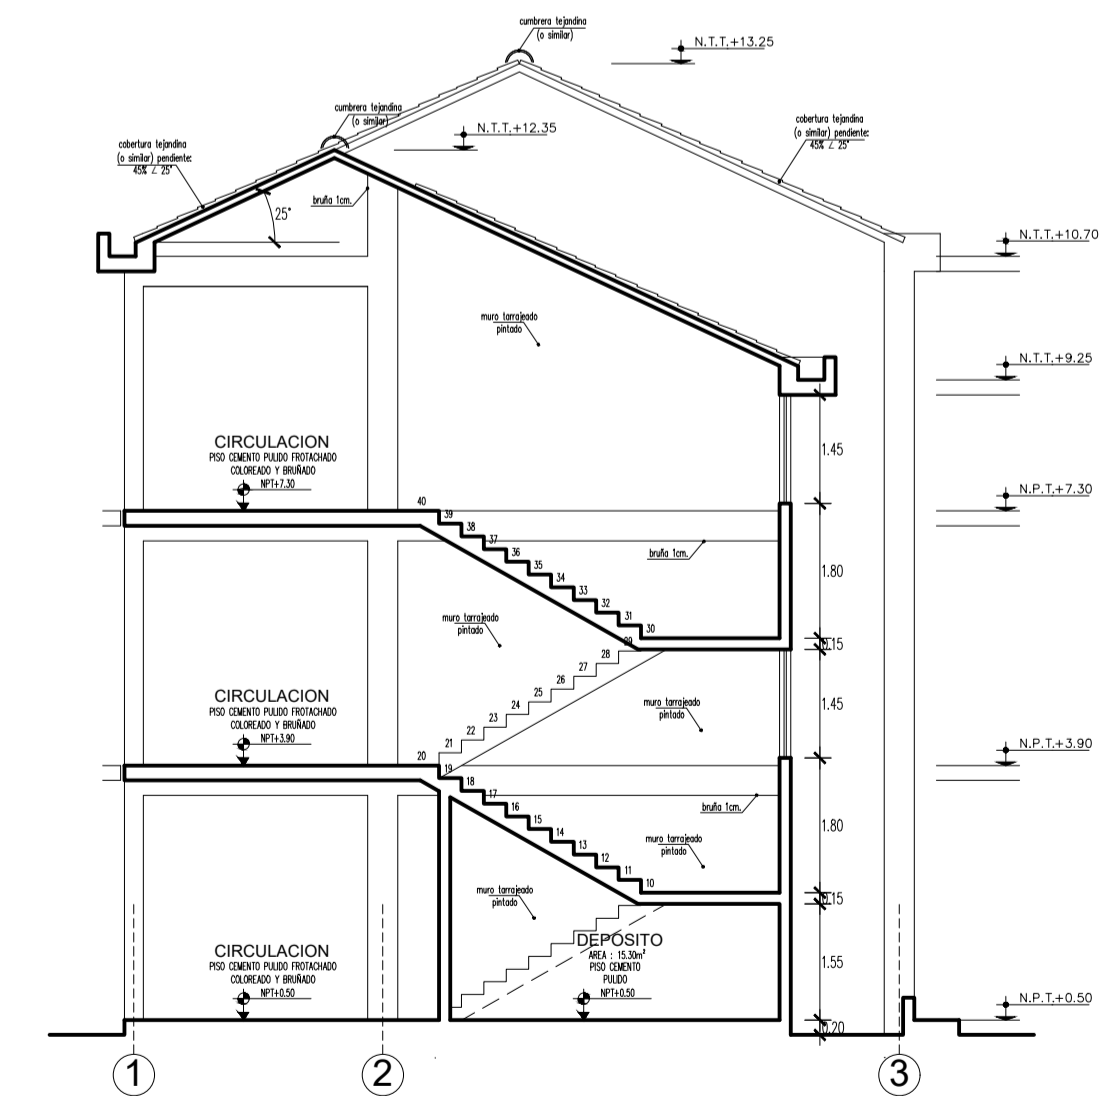 cumbrera tejandina
(o similar)
N.T.T.+13.25
cumbrera tejandina
(o similar)
N.T.T.+12.35
cobertura tejandina
(o similar) pendiente:
45% ∠ 25°
cobertura tejandina
(o similar) pendiente:
45% ∠ 25°
bruña 1cm.
25°
N.T.T.+10.70
muro tarrajeado
pintado
N.T.T.+9.25
CIRCULACION
PISO CEMENTO PULIDO FROTACHADO
COLOREADO Y BRUÑADO
NPT+7.30
1.45
N.P.T.+7.30
40
39
38
37
36
35
34
33
32
31
30
bruña 1cm.
1.80
muro tarrajeado
pintado
0.15
29
28
27
26
25
24
23
22
21
20
CIRCULACION
PISO CEMENTO PULIDO FROTACHADO
COLOREADO Y BRUÑADO
NPT+3.90
muro tarrajeado
pintado
1.45
N.P.T.+3.90
19
18
17
16
15
14
13
12
11
10
bruña 1cm.
1.80
muro tarrajeado
pintado
0.15
muro tarrajeado
pintado
CIRCULACION
PISO CEMENTO PULIDO FROTACHADO
COLOREADO Y BRUÑADO
NPT+0.50
DEPOSITO
AREA : 15.30m²
PISO CEMENTO
PULIDO
NPT+0.50
1.55
N.P.T.+0.50
0.20
1
2
3